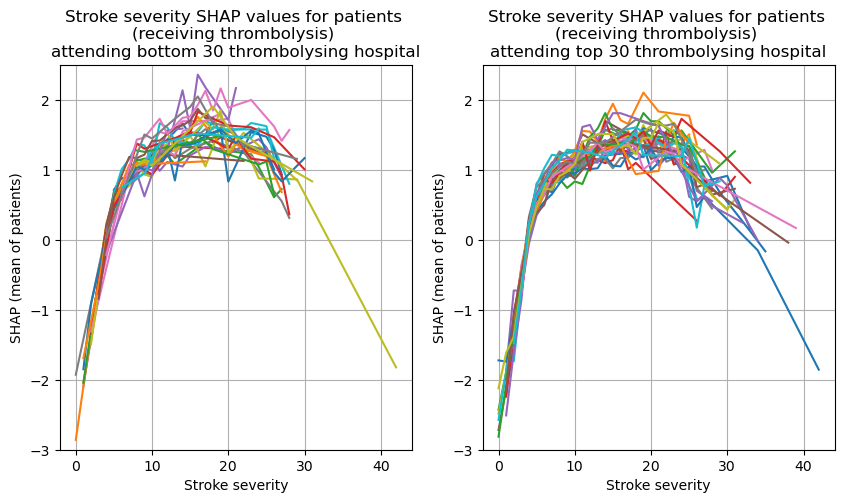 Stroke severity SHAP values for patients
(receiving thrombolysis)
attending bottom 30 thrombolysing hospital
2
1
0
−1
−2
−3
SHAP (mean of patients)
0
10
20
30
40
Stroke severity
Stroke severity SHAP values for patients
(receiving thrombolysis)
attending top 30 thrombolysing hospital
2
1
0
−1
−2
−3
SHAP (mean of patients)
0
10
20
30
40
Stroke severity